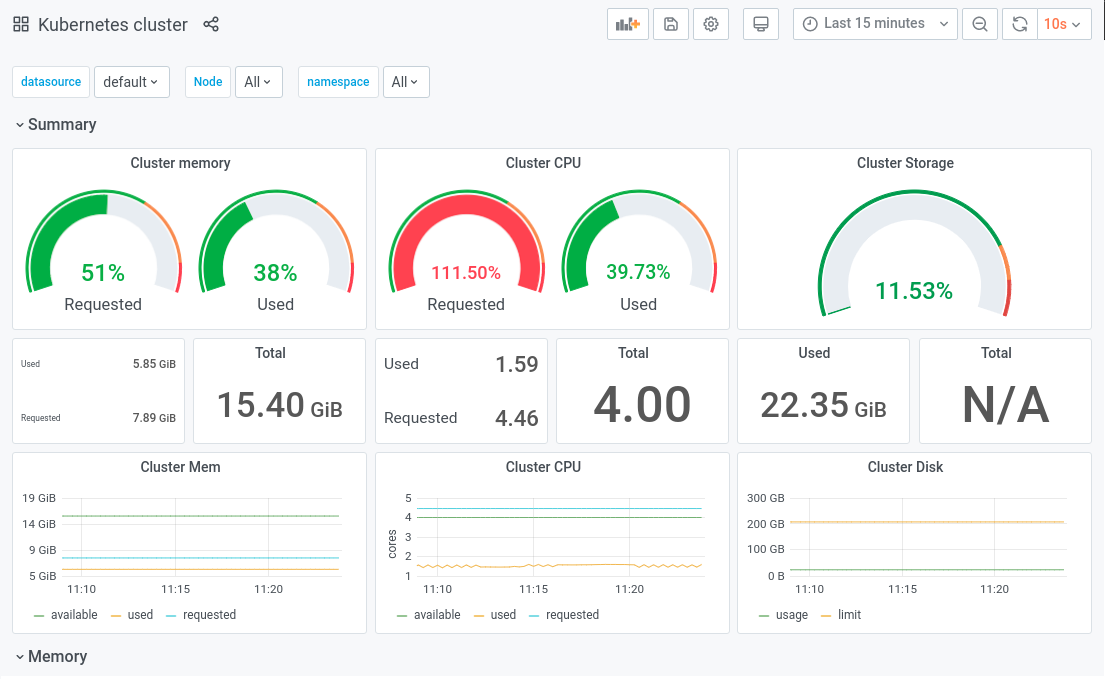 Kubernetes cluster
Last 15 minutes
10s
datasource default Node All namespace All
Summary
Cluster memory
51%
Requested
38%
Used
Cluster CPU
111.50%
Requested
39.73%
Used
Cluster Storage
11.53%
Used 5.85 GiB
Requested 7.89 GiB
Total
15.40 GiB
Used 1.59
Requested 4.46
Total
4.00
Used
22.35 GiB
Total
N/A
Cluster Mem
19 GiB
14 GiB
9 GiB
5 GiB
11:10 11:15 11:20
available used requested
Cluster CPU
cores
5
4
3
2
1
11:10 11:15 11:20
available used requested
Cluster Disk
300 GB
200 GB
100 GB
0 B
11:10 11:15 11:20
usage limit
Memory